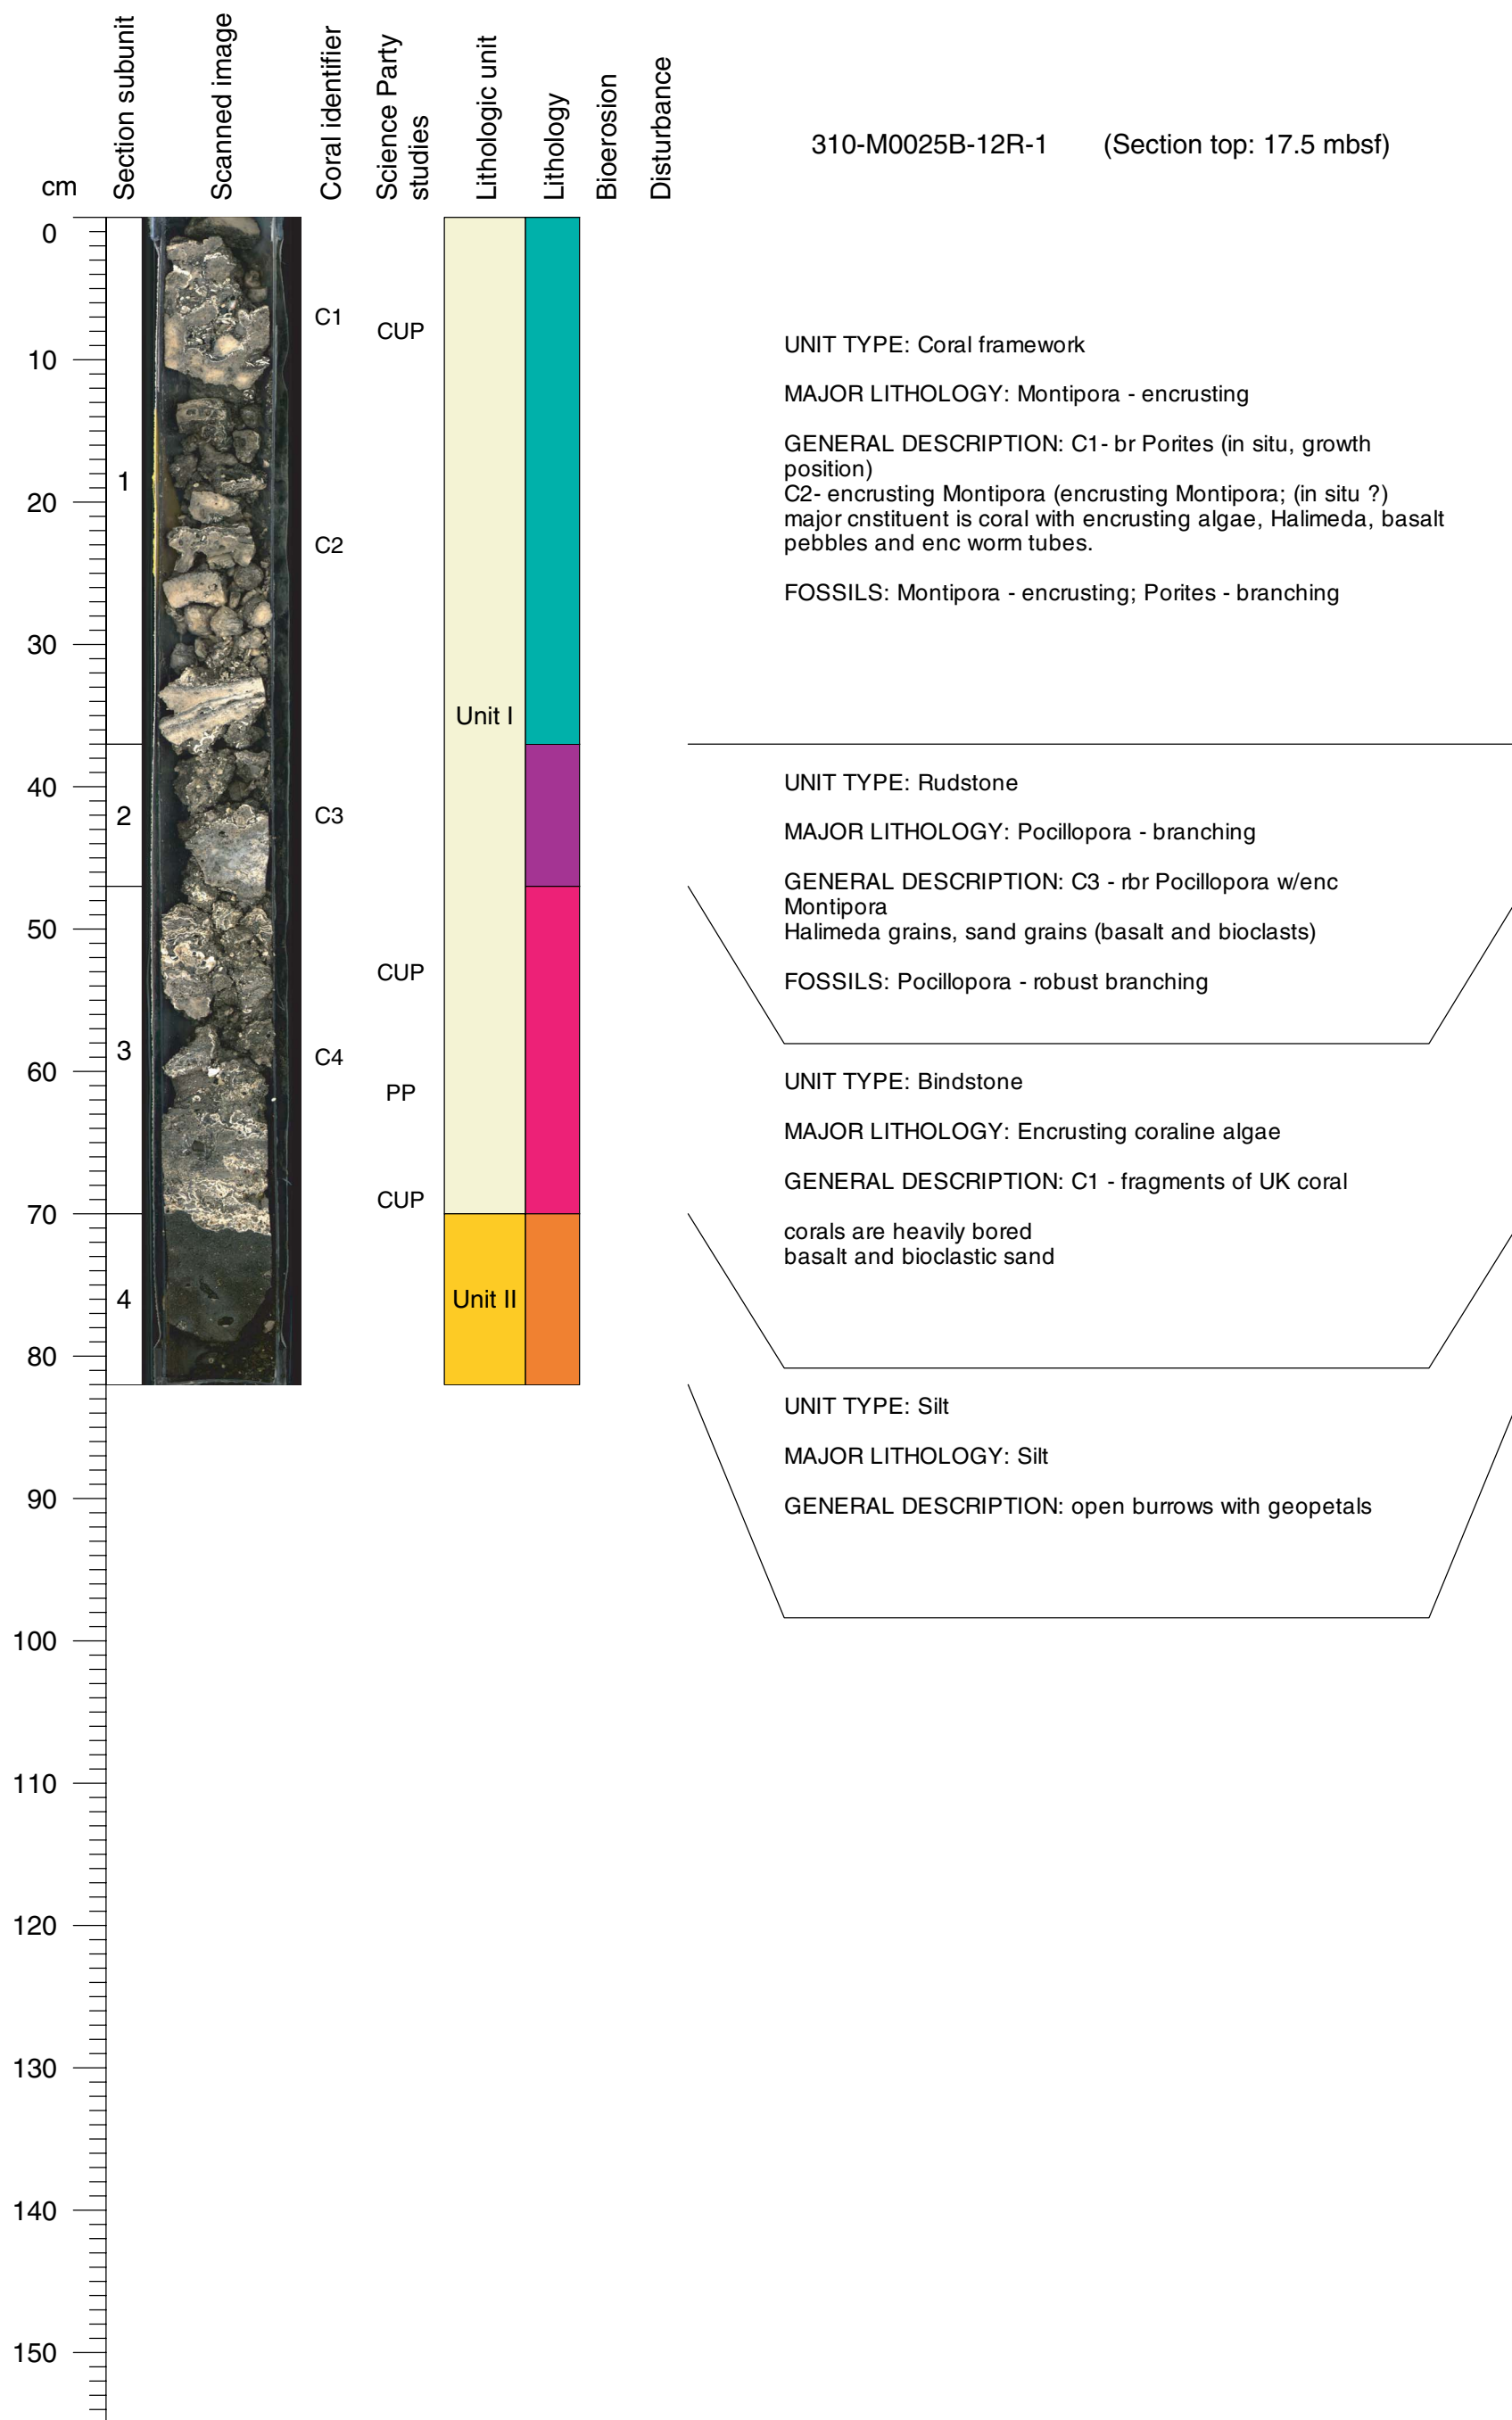 cm
Section subunit
Scanned image
Coral identifier
Science Party
studies
Lithologic unit
Lithology
Bioerosion
Disturbance
310-M0025B-12R-1 (Section top: 17.5 mbsf)
0
10
20
30
40
50
60
70
80
90
100
110
120
130
140
150
1
2
3
4
C1
C2
C3
C4
CUP
CUP
PP
CUP
Unit I
Unit II
UNIT TYPE: Coral framework
MAJOR LITHOLOGY: Montipora - encrusting
GENERAL DESCRIPTION: C1- br Porites (in situ, growth
position)
C2- encrusting Montipora (encrusting Montipora; (in situ ?)
major cnstituent is coral with encrusting algae, Halimeda, basalt
pebbles and enc worm tubes.
FOSSILS: Montipora - encrusting; Porites - branching
UNIT TYPE: Rudstone
MAJOR LITHOLOGY: Pocillopora - branching
GENERAL DESCRIPTION: C3 - rbr Pocillopora w/enc
Montipora
Halimeda grains, sand grains (basalt and bioclasts)
FOSSILS: Pocillopora - robust branching
UNIT TYPE: Bindstone
MAJOR LITHOLOGY: Encrusting coraline algae
GENERAL DESCRIPTION: C1 - fragments of UK coral
corals are heavily bored
basalt and bioclastic sand
UNIT TYPE: Silt
MAJOR LITHOLOGY: Silt
GENERAL DESCRIPTION: open burrows with geopetals